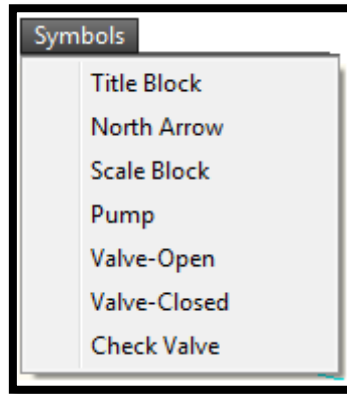 Symbols
Title Block
North Arrow
Scale Block
Pump
Valve-Open
Valve-Closed
Check Valve